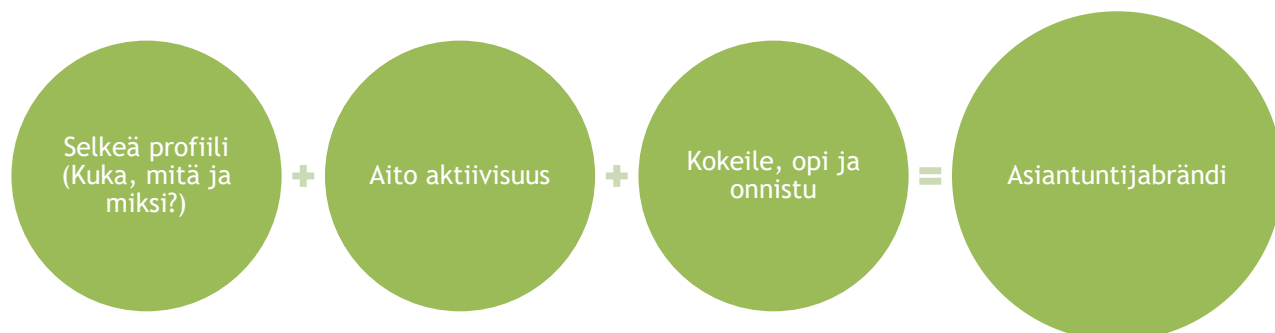 Selkeä profiili
(Kuka, mitä ja
miksi?)
+
Aito aktiivisuus
+
Kokeile, opi ja
onnistu
=
Asiantuntijabrändi